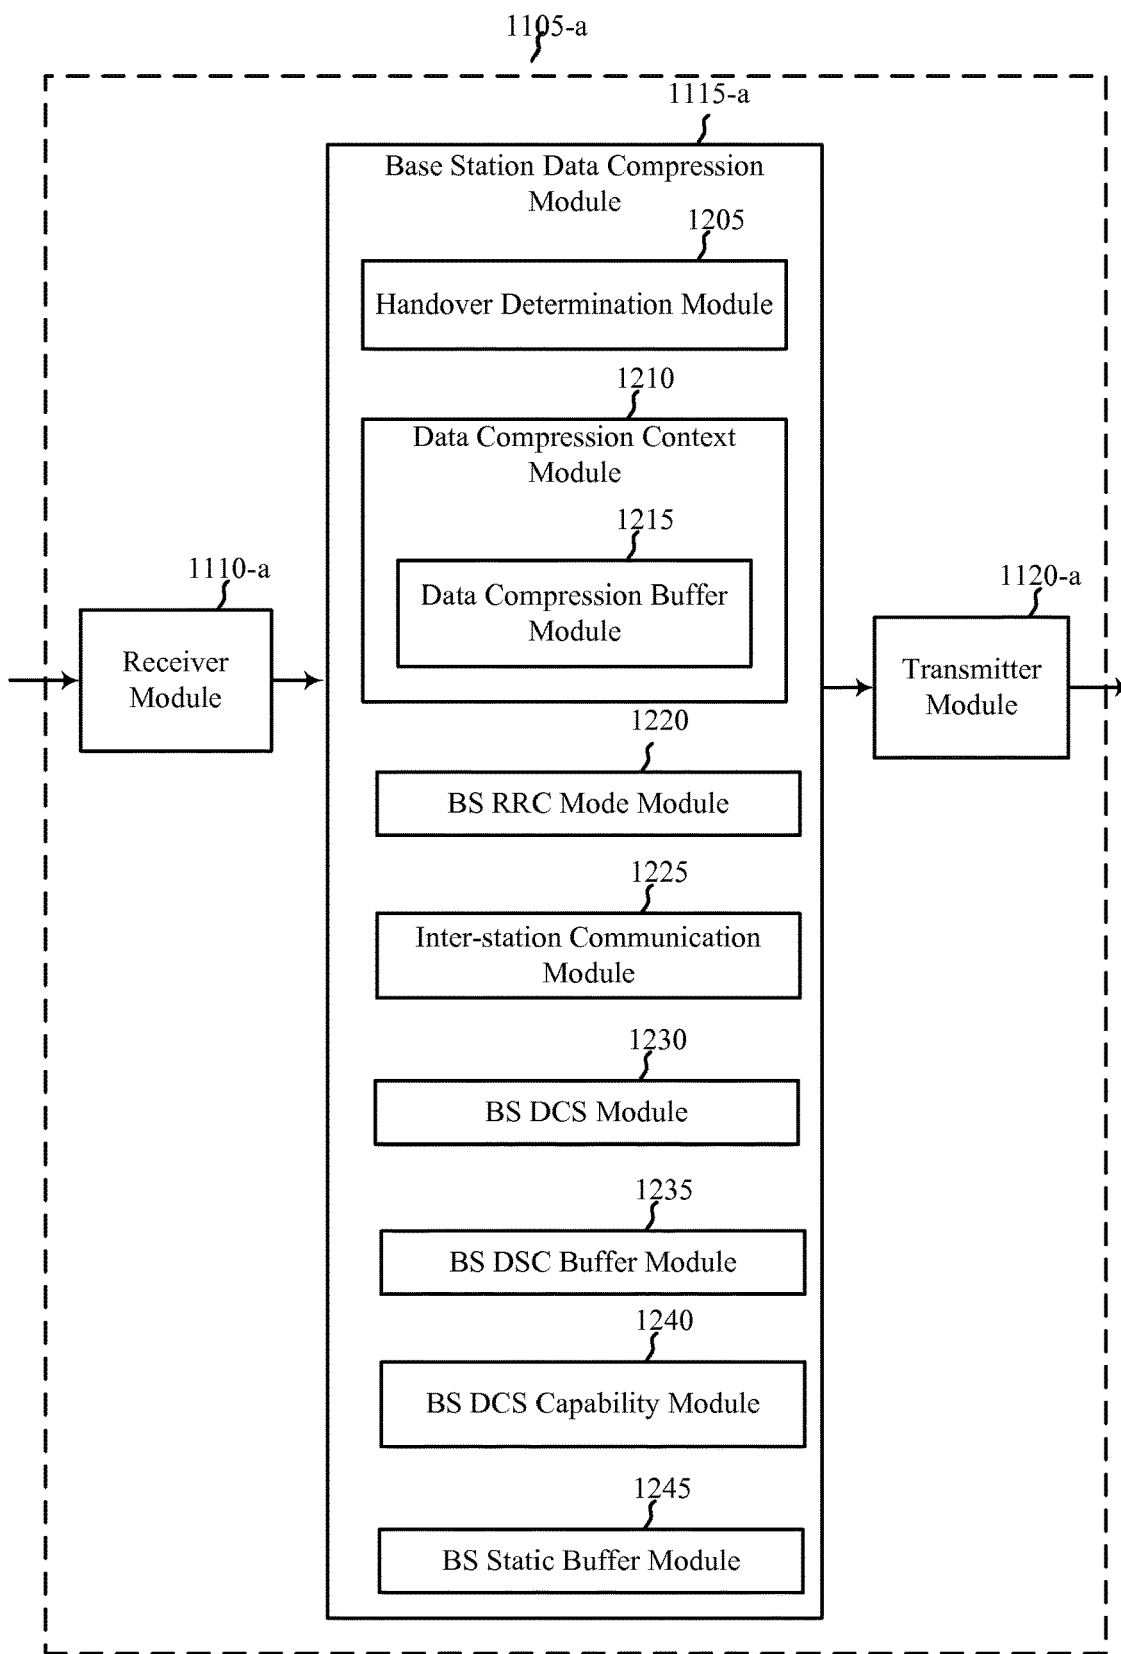 1105-a
1115-a
Base Station Data Compression
Module
1205
Handover Determination Module
1210
Data Compression Context
Module
1215
Data Compression Buffer
Module
1110-a
Receiver
Module
1120-a
Transmitter
Module
1220
BS RRC Mode Module
1225
Inter-station Communication
Module
1230
BS DCS Module
1235
BS DSC Buffer Module
1240
BS DCS Capability Module
1245
BS Static Buffer Module